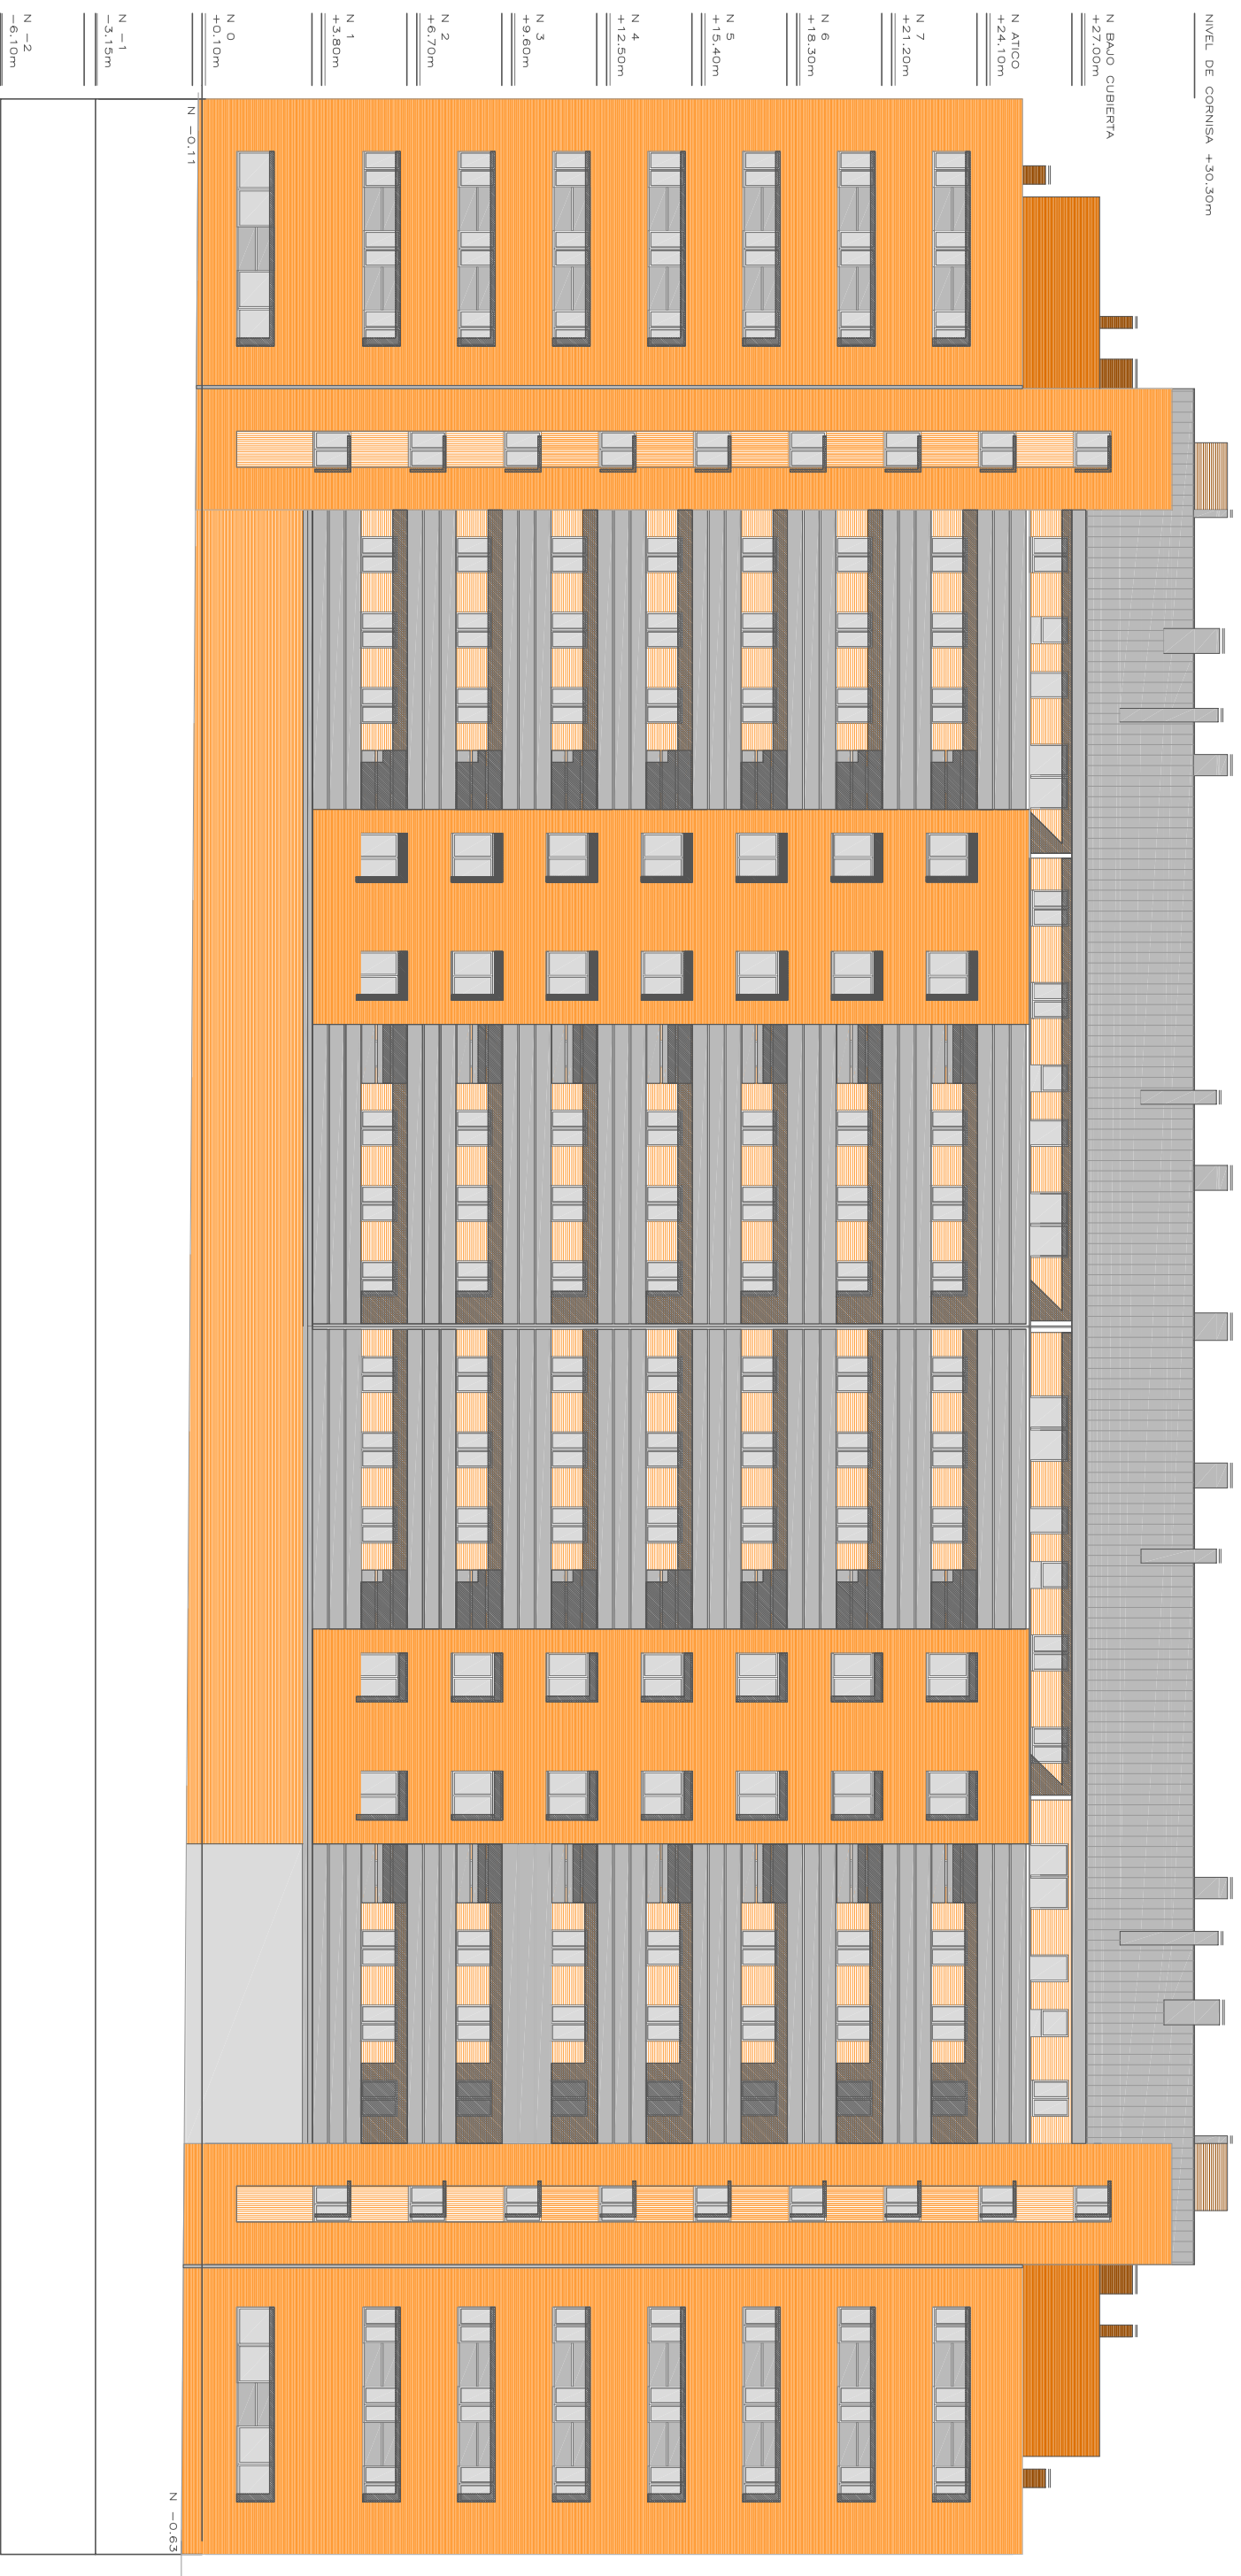 NIVEL DE CORNISA +30.30m
N BAJO CUBIERTA
+27.00m
N ATICO
+24.10m
N 7
+21.20m
N 6
+18.30m
N 5
+15.40m
N 4
+12.50m
N 3
+9.60m
N 2
+6.70m
N 1
+3.80m
N 0
+0.10m
N -0.11
N -0.63
N -1
-3.15m
N -2
-6.10m